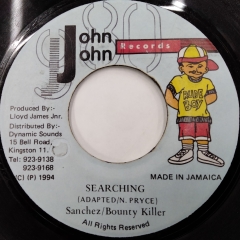 John
John
Records
Produced By:-
Lloyd James Jnr.
Distributed By:-
Dynamic Sounds
15 Bell Road,
Kingston 11.
Tel: 923-9138
923-9168
(C) (P) 1994
RUDE
BOY
MADE IN JAMAICA
SEARCHING
(ADAPTED/N. PRYCE)
Sanchez/Bounty Killer
All Rights Reserved